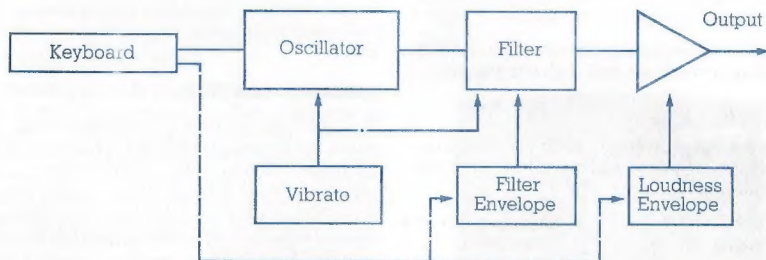 Output
Keyboard
Oscillator
Filter
Vibrato
Filter
Envelope
Loudness
Envelope